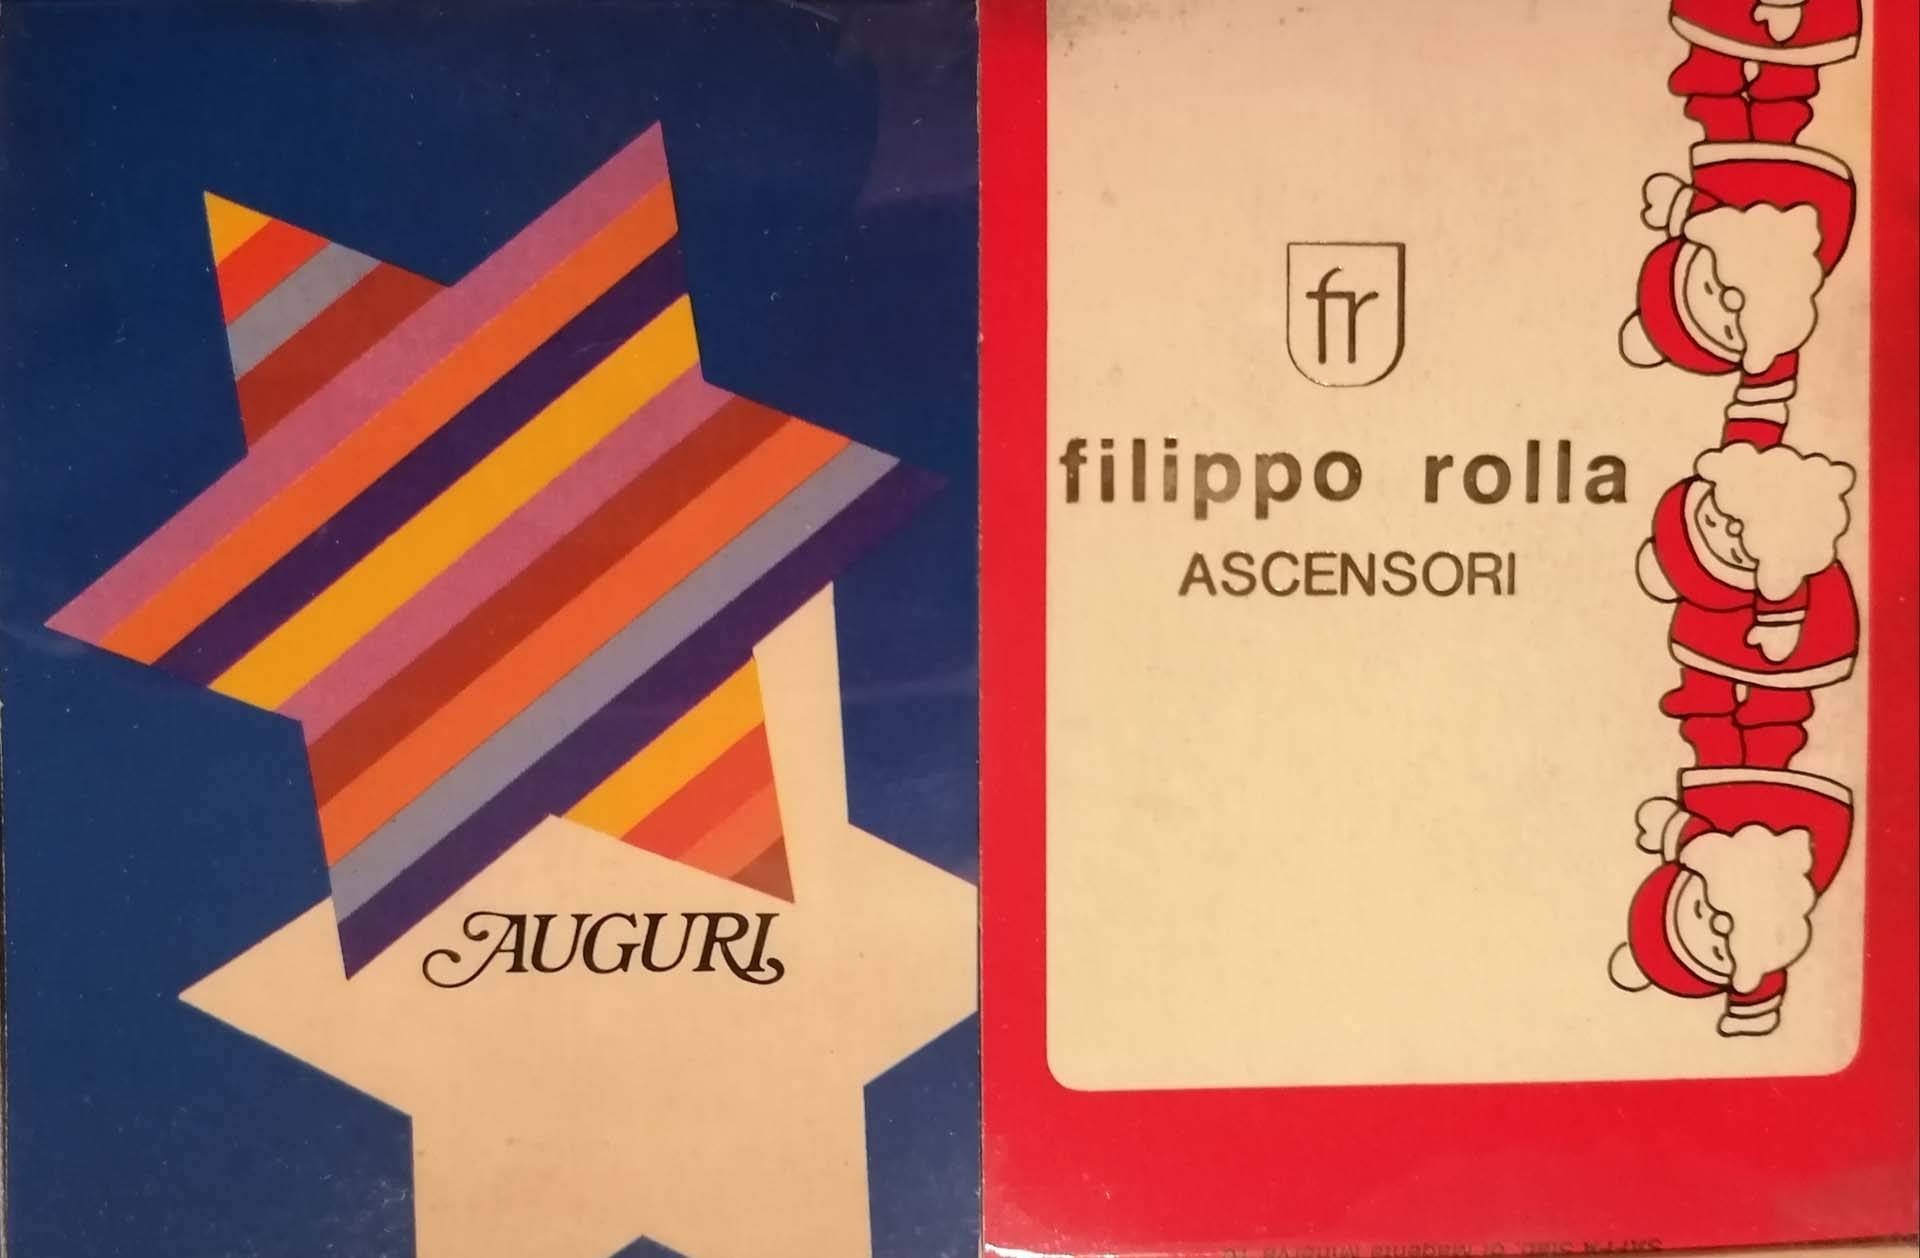 AUGURI
fr
filippo rolla
ASCENSORI